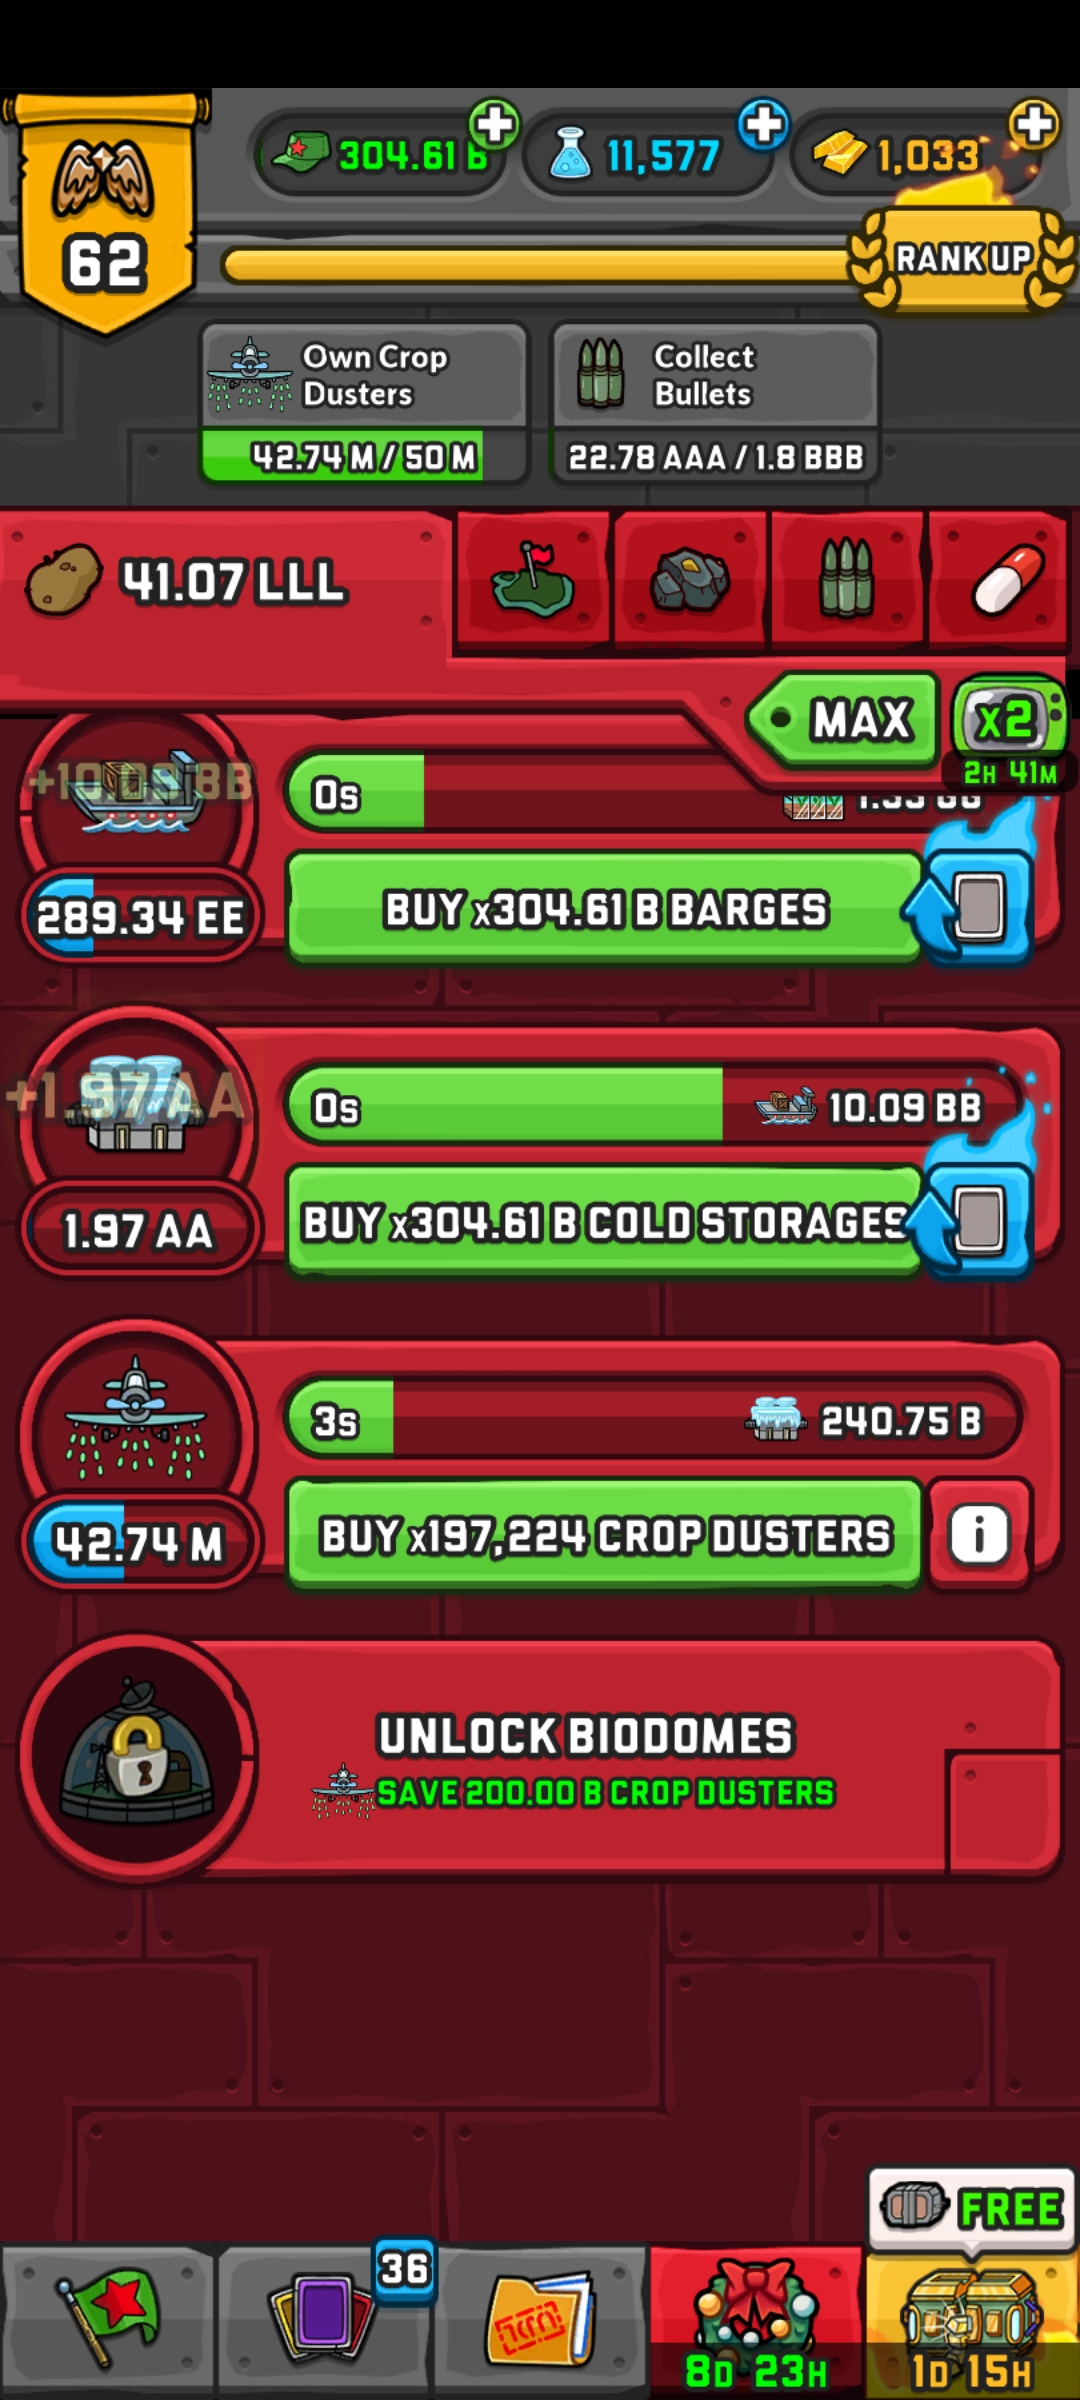 304.61 B
11,577
1,033
62
RANK UP
Own Crop
Dusters
42.74 M / 50 M
Collect
Bullets
22.78 AAA / 1.8 BBB
41.07 LLL
MAX
x2
2H 41M
+10.09 BB
0s
289.34 EE
BUY x304.61 B BARGES
+1.97 AA
0s
10.09 BB
1.97 AA
BUY x304.61 B COLD STORAGES
3s
240.75 B
42.74 M
BUY x197,224 CROP DUSTERS
i
UNLOCK BIODOMES
SAVE 200.00 B CROP DUSTERS
FREE
36
8D 23H
1D 15H